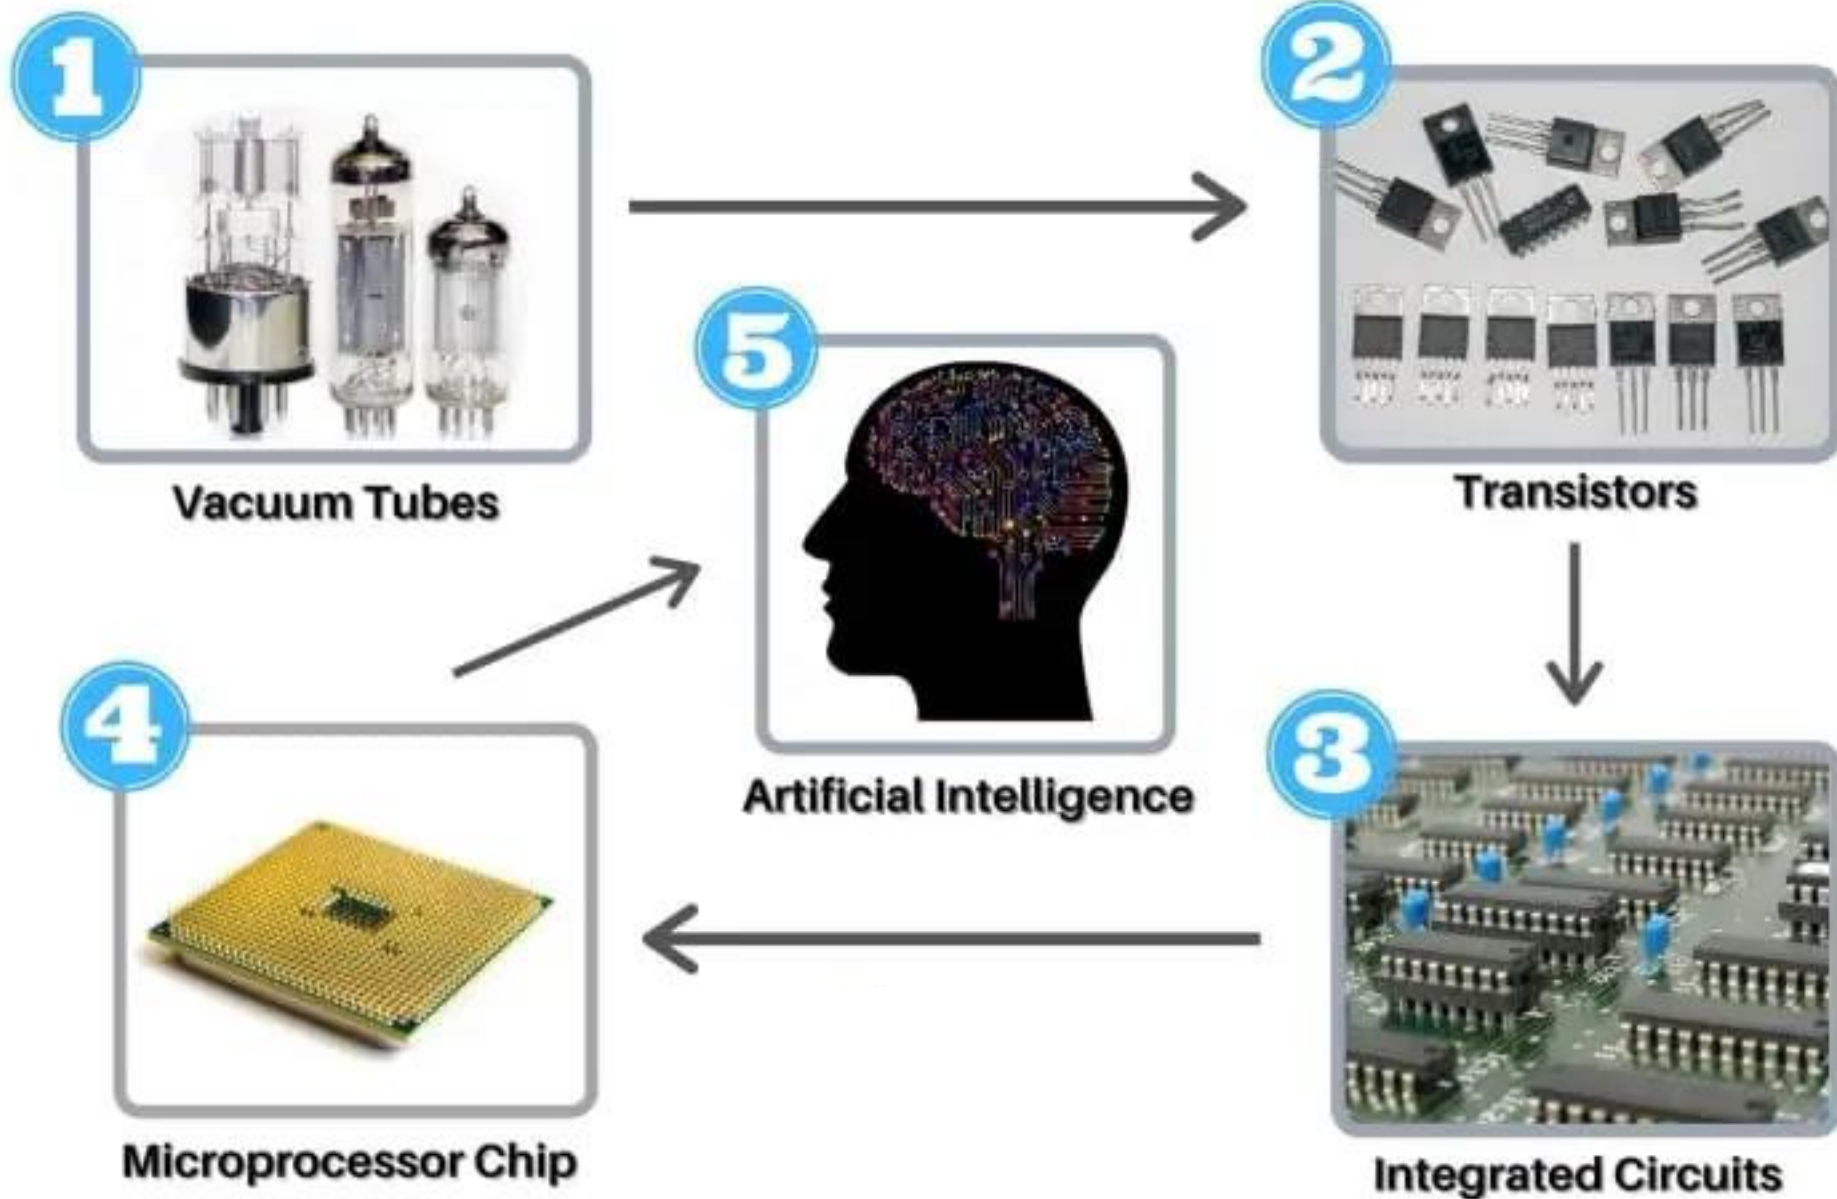 1
Vacuum Tubes
2
Transistors
3
Integrated Circuits
4
Microprocessor Chip
5
Artificial Intelligence